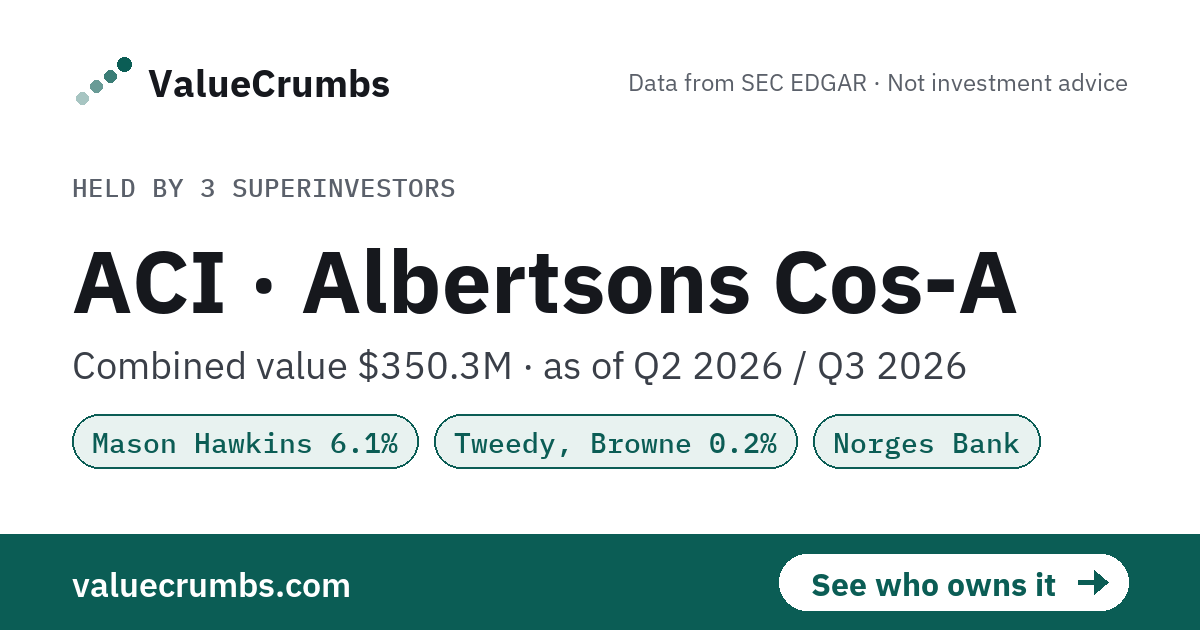 ValueCrumbs
Data from SEC EDGAR · Not investment advice
HELD BY 3 SUPERINVESTORS
ACI · Albertsons Cos-A
Combined value $350.3M · as of Q2 2026 / Q3 2026
Mason Hawkins 6.1%
Tweedy, Browne 0.2%
Norges Bank
valuecrumbs.com
See who owns it →